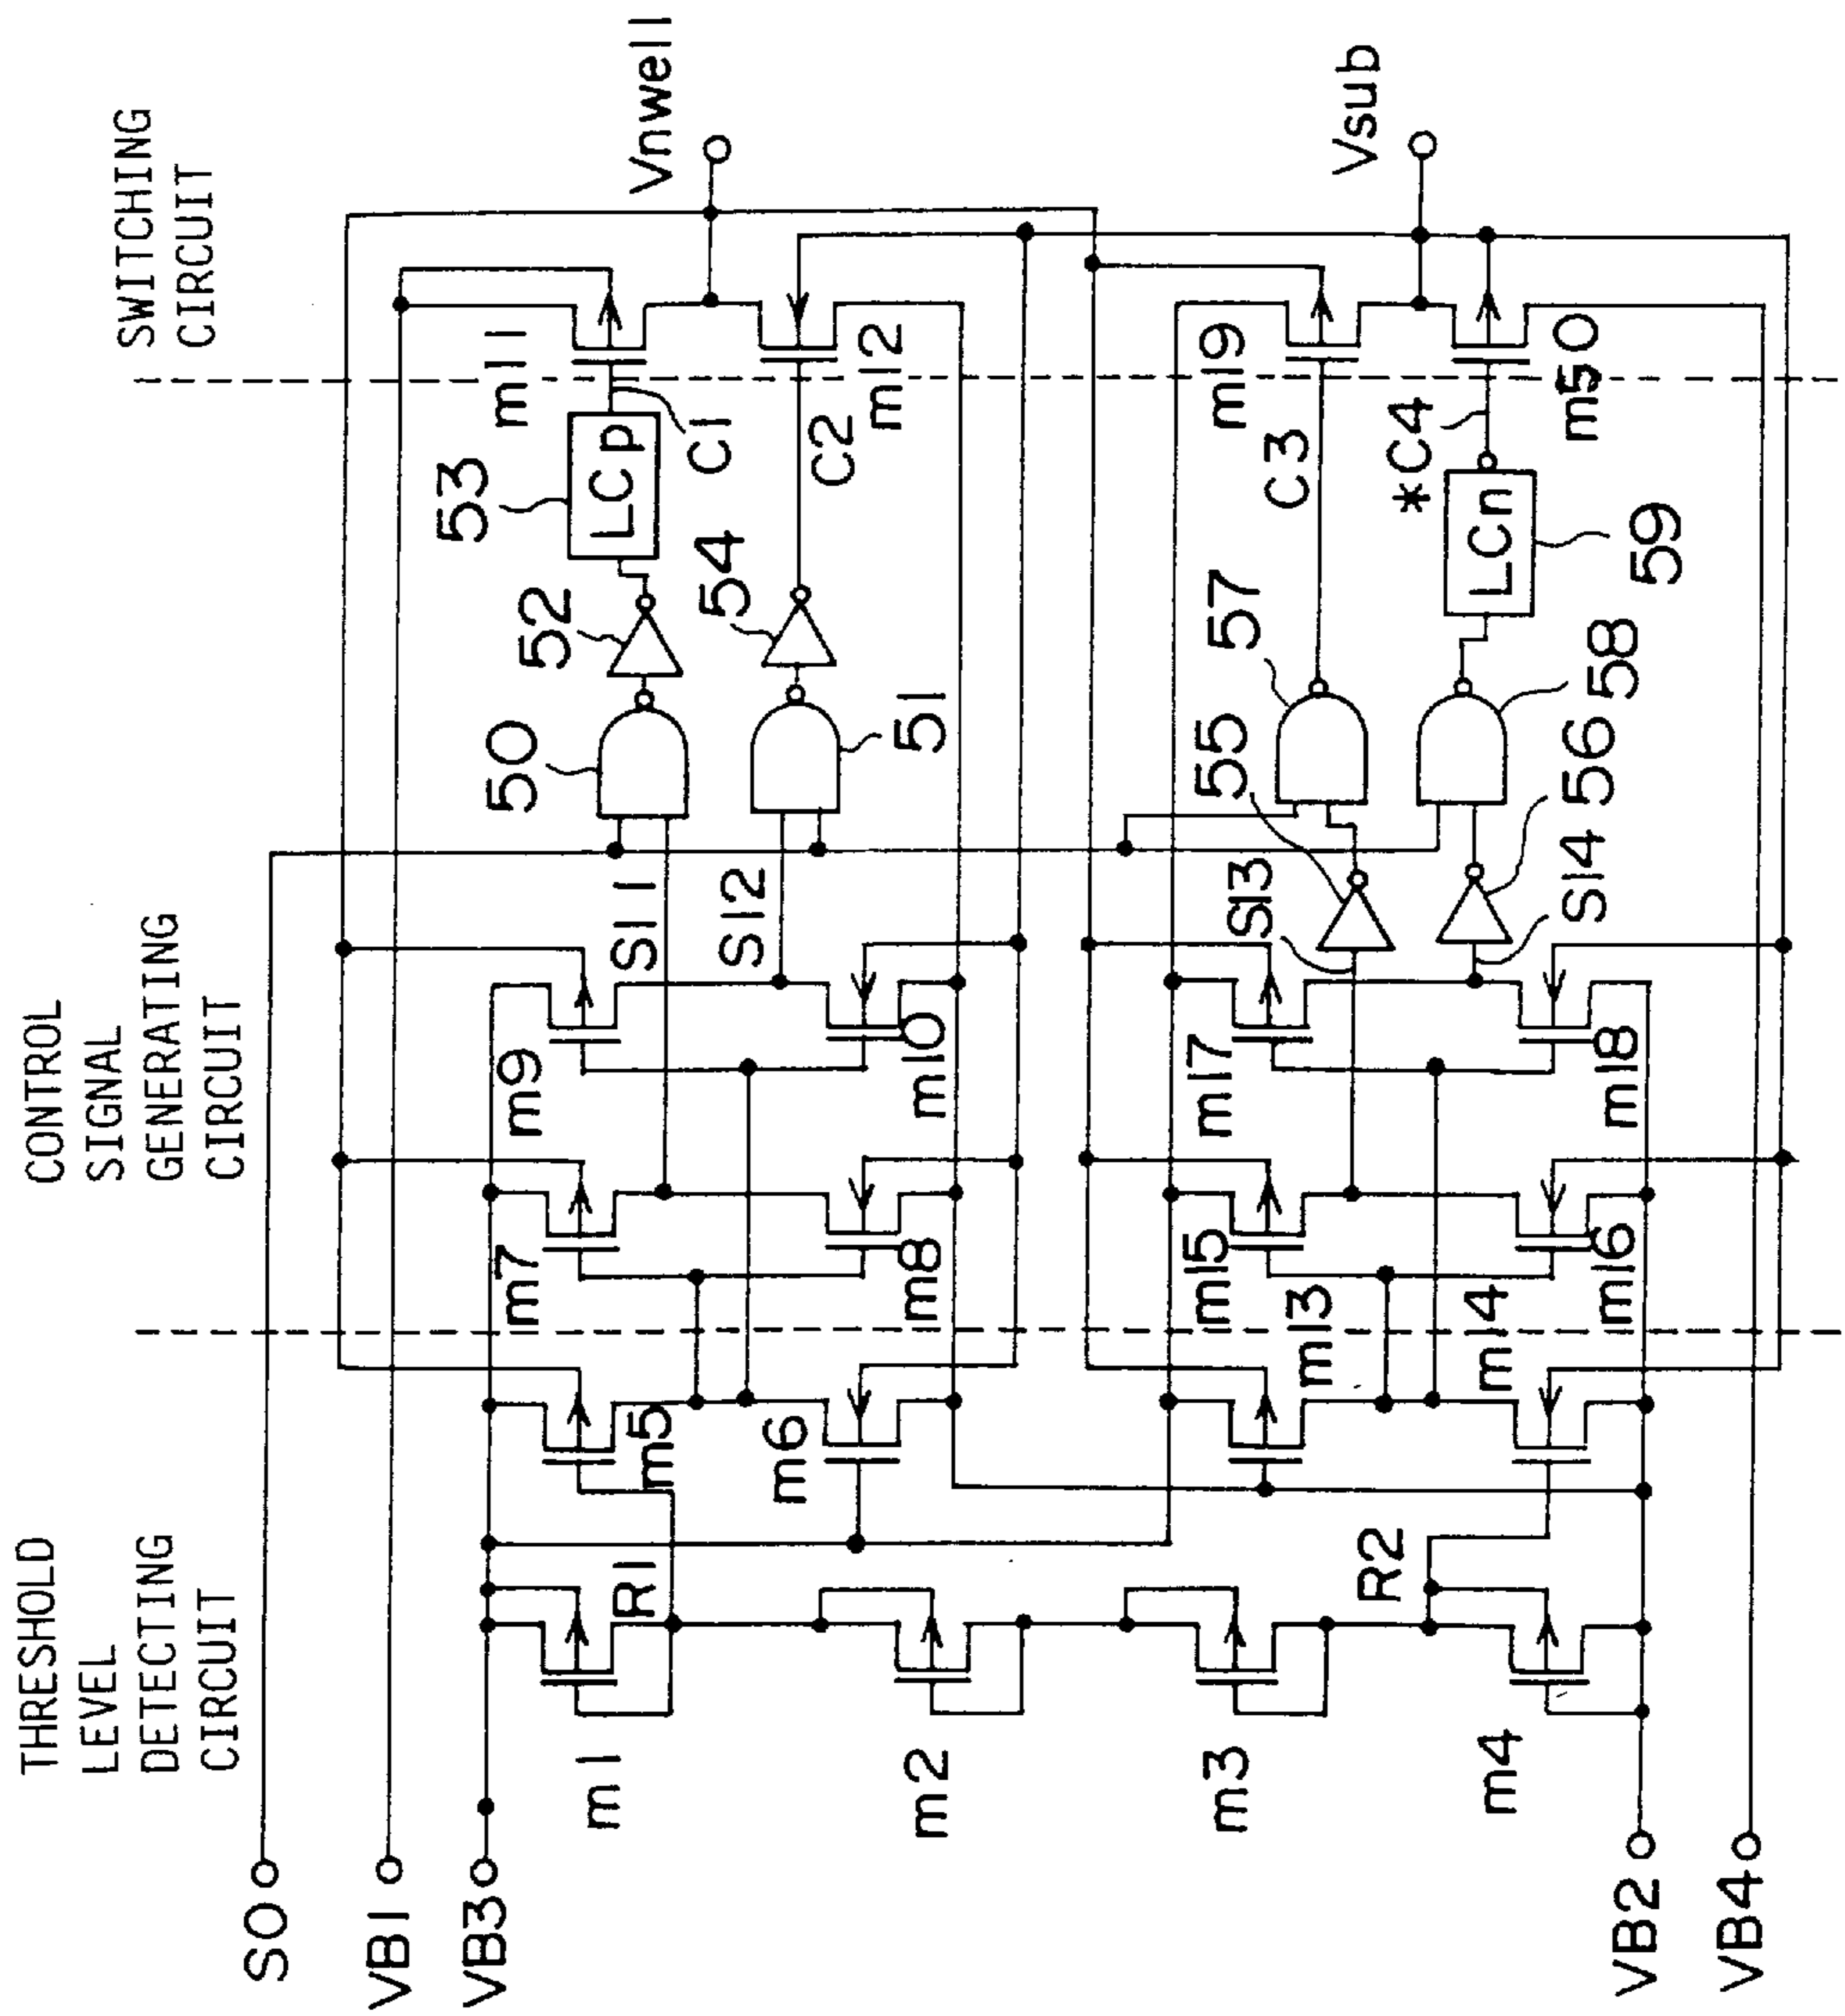 THRESHOLD
LEVEL
DETECTING
CIRCUIT
CONTROL
SIGNAL
GENERATING
CIRCUIT
SWITCHING
CIRCUIT
S0
VB1
VB3
VB2
VB4
Vnwell
Vsub
m1
m2
m3
m4
R1
R2
m5
m6
m7
m8
m9
m10
m11
m12
m13
m14
m15
m16
m17
m18
m19
m50
S11
S12
S13
S14
50
51
52
53
54
55
56
57
58
59
LCp
LCn
C1
C2
C3
*C4